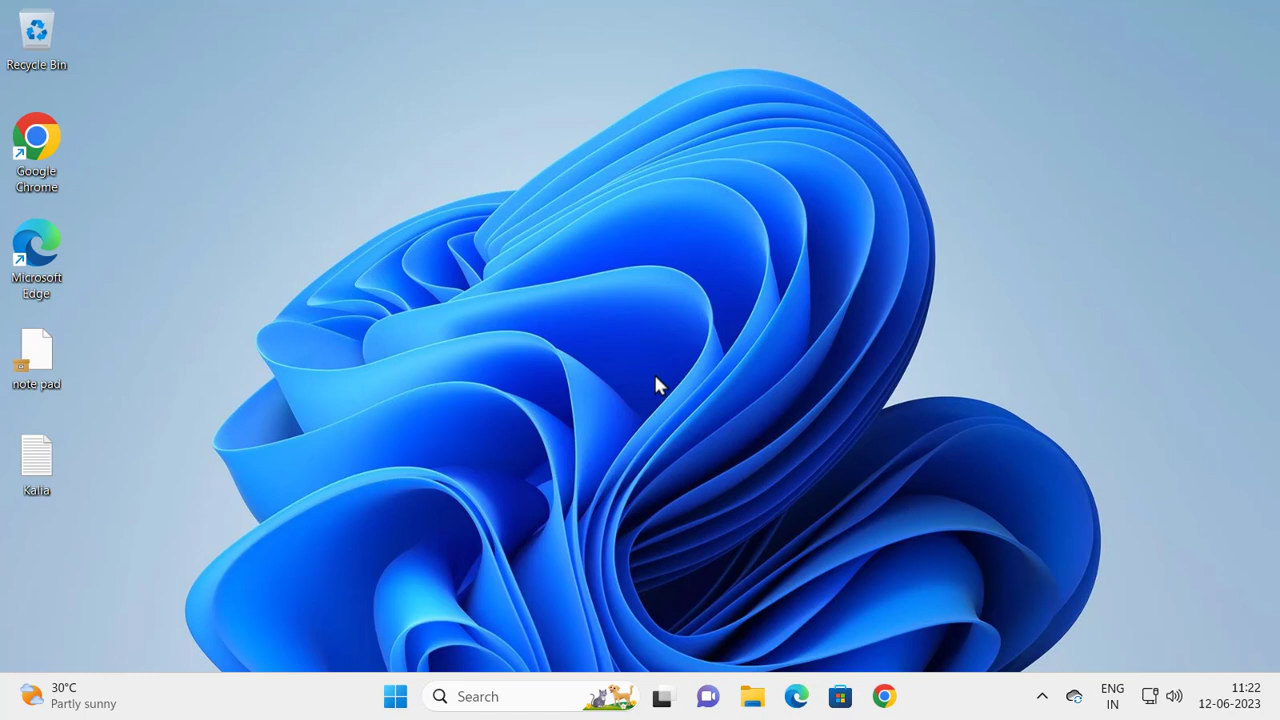 Recycle Bin
Google
Chrome
Microsoft
Edge
note pad
Kalia
30°C
Partly sunny
Search
ENG
IN
11:22
12-06-2023